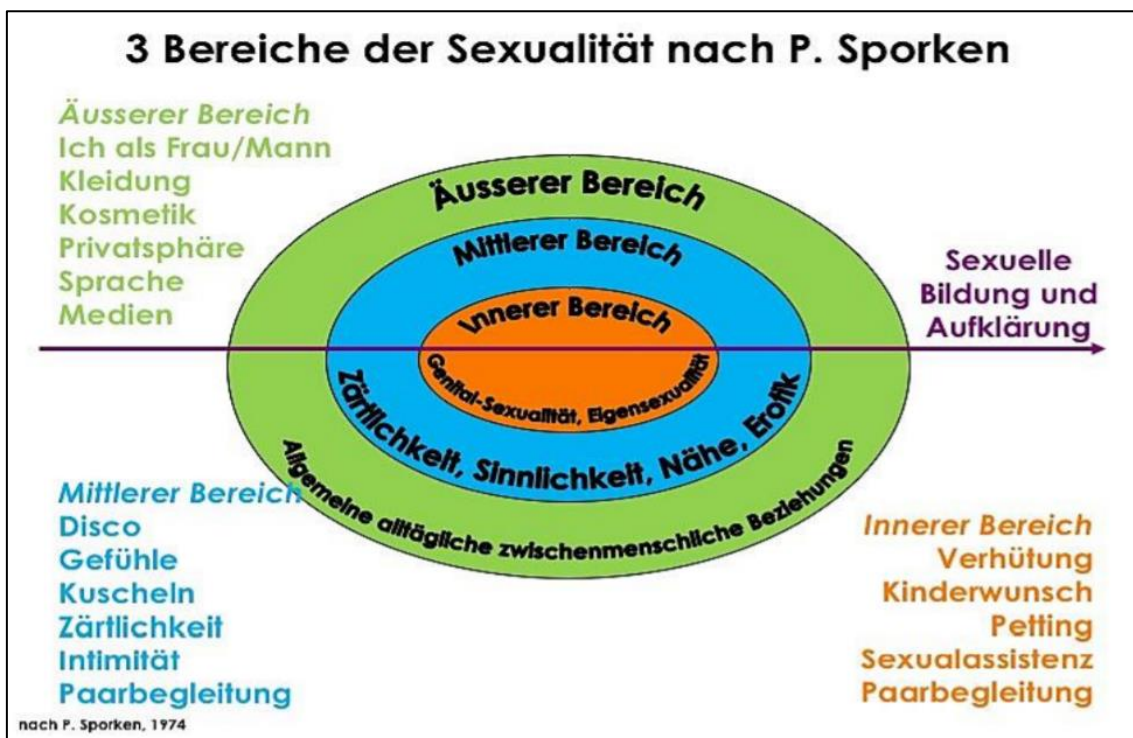 3 Bereiche der Sexualität nach P. Sporken
Äusserer Bereich
Ich als Frau/Mann
Kleidung
Kosmetik
Privatsphäre
Sprache
Medien
Äusserer Bereich
Mittlerer Bereich
Innerer Bereich
Genital-Sexualität, Eigensexualität
Zärtlichkeit, Sinnlichkeit, Nähe, Erotik
Allgemeine alltägliche zwischenmenschliche Beziehungen
Sexuelle
Bildung und
Aufklärung
Mittlerer Bereich
Disco
Gefühle
Kuscheln
Zärtlichkeit
Intimität
Paarbegleitung
Innerer Bereich
Verhütung
Kinderwunsch
Petting
Sexualassistenz
Paarbegleitung
nach P. Sporken, 1974